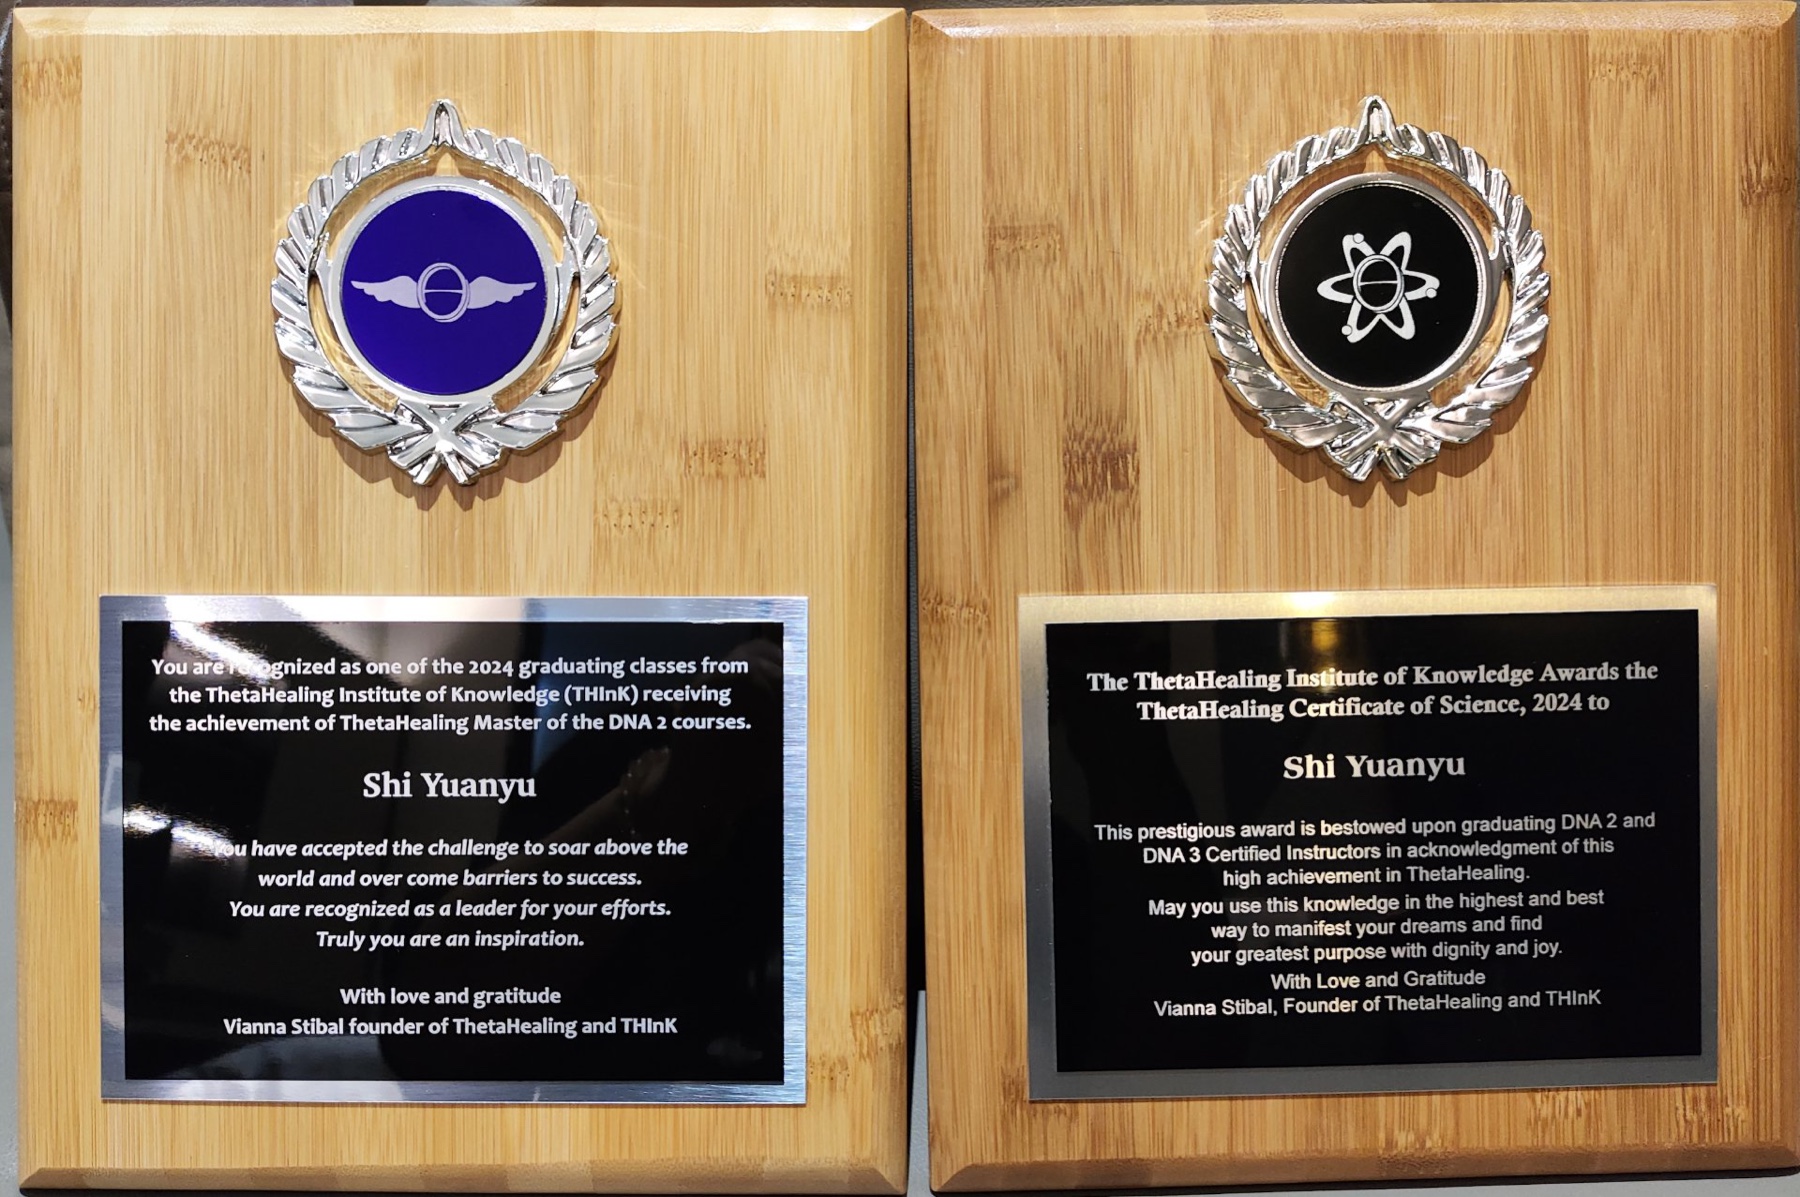 You are recognized as one of the 2024 graduating classes from
the ThetaHealing Institute of Knowledge (THInK) receiving
the achievement of ThetaHealing Master of the DNA 2 courses.
Shi Yuanyu
You have accepted the challenge to soar above the
world and over come barriers to success.
You are recognized as a leader for your efforts.
Truly you are an inspiration.
With love and gratitude
Vianna Stibal founder of ThetaHealing and THInK
The ThetaHealing Institute of Knowledge Awards the
ThetaHealing Certificate of Science, 2024 to
Shi Yuanyu
This prestigious award is bestowed upon graduating DNA 2 and
DNA 3 Certified Instructors in acknowledgment of this
high achievement in ThetaHealing.
May you use this knowledge in the highest and best
way to manifest your dreams and find
your greatest purpose with dignity and joy.
With Love and Gratitude
Vianna Stibal, Founder of ThetaHealing and THInK